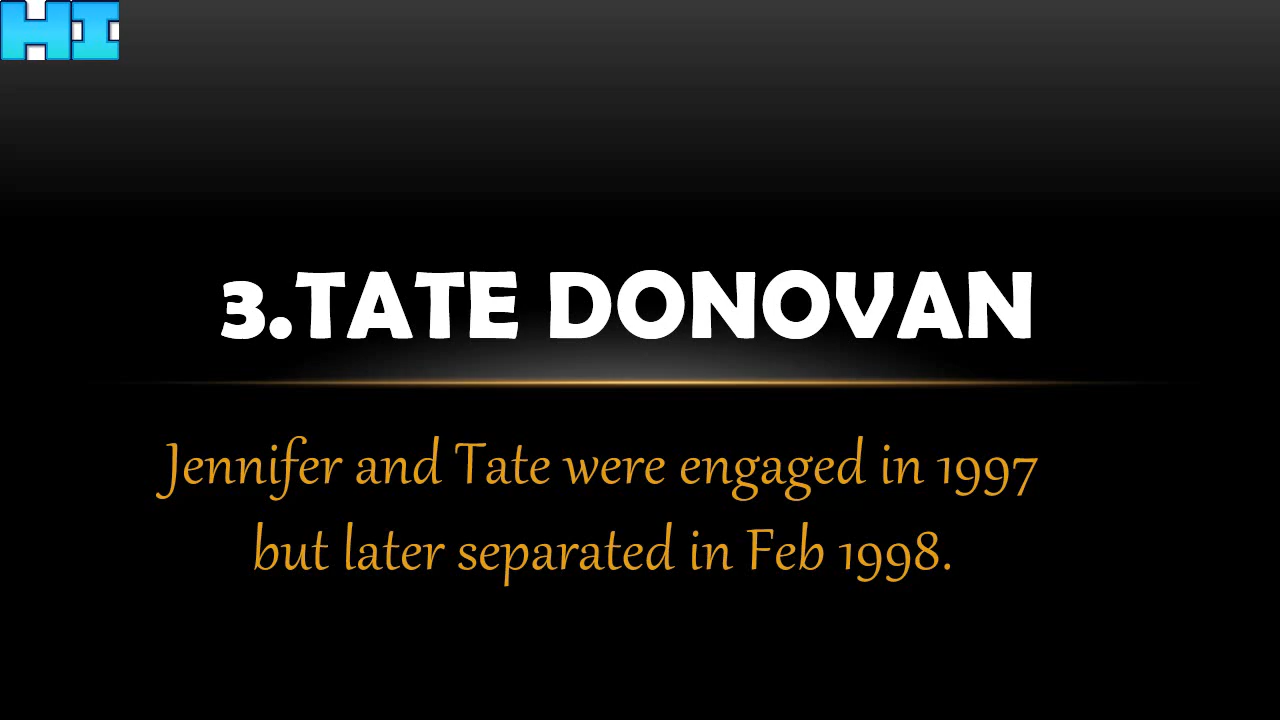 HI
3.TATE DONOVAN
Jennifer and Tate were engaged in 1997
but later separated in Feb 1998.